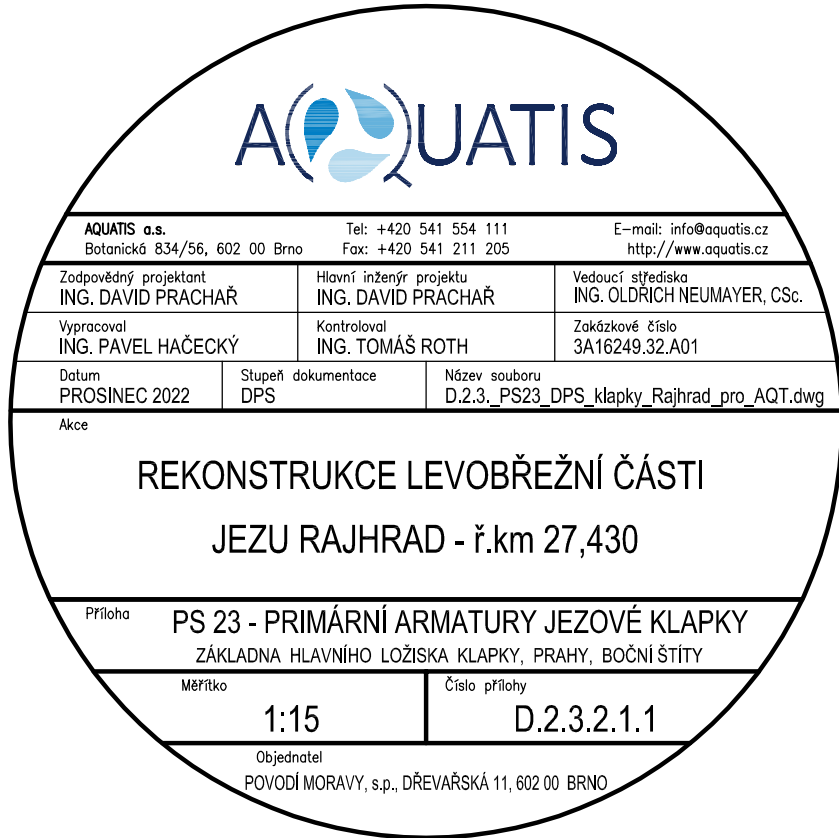 AQUATIS
AQUATIS a.s. Tel: +420 541 554 111 E-mail: info@aquatis.cz
Botanická 834/56, 602 00 Brno Fax: +420 541 211 205 http://www.aquatis.cz
Zodpovědný projektant Hlavní inženýr projektu Vedoucí střediska
ING. DAVID PRACHAŘ ING. DAVID PRACHAŘ ING. OLDŘICH NEUMAYER, CSc.
Vypracoval Kontroloval Zakázkové číslo
ING. PAVEL HAČECKÝ ING. TOMÁŠ ROTH 3A16249.32.A01
Datum Stupeň dokumentace Název souboru
PROSINEC 2022 DPS D.2.3._PS23_DPS_klapky_Rajhrad_pro_AQT.dwg
Akce
REKONSTRUKCE LEVOBŘEŽNÍ ČÁSTI
JEZU RAJHRAD - ř.km 27,430
Příloha PS 23 - PRIMÁRNÍ ARMATURY JEZOVÉ KLAPKY
ZÁKLADNA HLAVNÍHO LOŽISKA KLAPKY, PRAHY, BOČNÍ ŠTÍTY
Měřítko Číslo přílohy
1:15 D.2.3.2.1.1
Objednatel
POVODÍ MORAVY, s.p., DŘEVAŘSKÁ 11, 602 00 BRNO